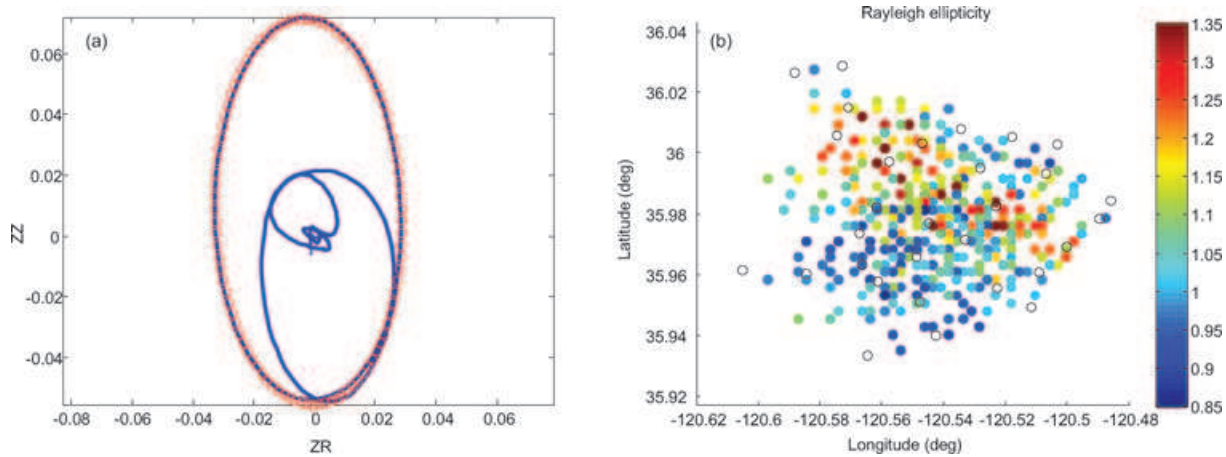 (a)
0.06
0.04
0.02
0
-0.02
-0.04
ZZ
-0.08 -0.06 -0.04 -0.02 0 0.02 0.04 0.06
ZR
Rayleigh ellipticity
(b)
36.04
36.02
36
35.98
35.96
35.94
35.92
Latitude (deg)
-120.62 -120.6 -120.58 -120.56 -120.54 -120.52 -120.5 -120.48
Longitude (deg)
1.35
1.3
1.25
1.2
1.15
1.1
1.05
1
0.95
0.9
0.85